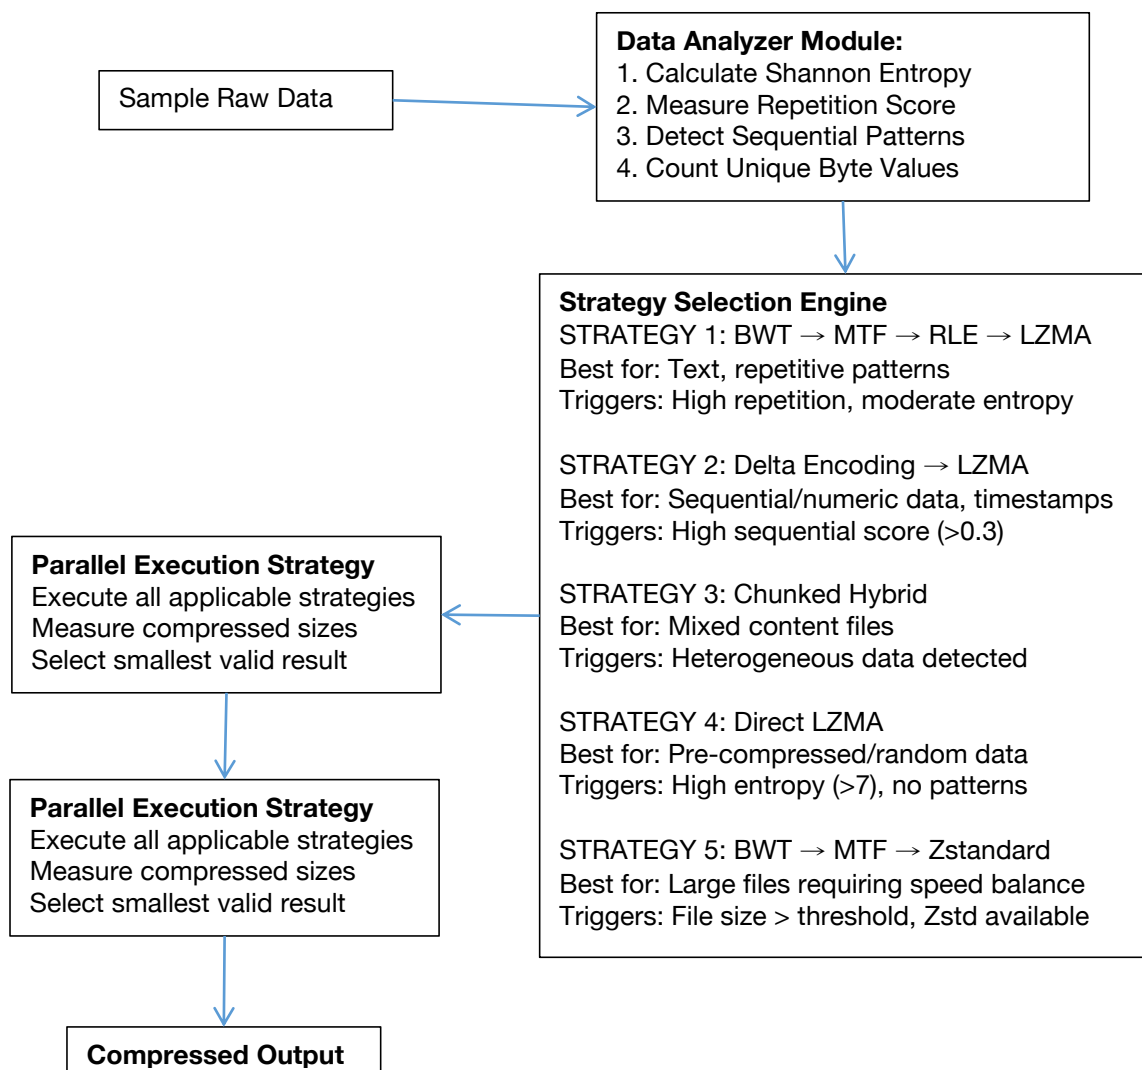 Sample Raw Data
Data Analyzer Module:
1. Calculate Shannon Entropy
2. Measure Repetition Score
3. Detect Sequential Patterns
4. Count Unique Byte Values
Strategy Selection Engine
STRATEGY 1: BWT → MTF → RLE → LZMA
Best for: Text, repetitive patterns
Triggers: High repetition, moderate entropy
STRATEGY 2: Delta Encoding → LZMA
Best for: Sequential/numeric data, timestamps
Triggers: High sequential score (>0.3)
STRATEGY 3: Chunked Hybrid
Best for: Mixed content files
Triggers: Heterogeneous data detected
STRATEGY 4: Direct LZMA
Best for: Pre-compressed/random data
Triggers: High entropy (>7), no patterns
STRATEGY 5: BWT → MTF → Zstandard
Best for: Large files requiring speed balance
Triggers: File size > threshold, Zstd available
Parallel Execution Strategy
Execute all applicable strategies
Measure compressed sizes
Select smallest valid result
Parallel Execution Strategy
Execute all applicable strategies
Measure compressed sizes
Select smallest valid result
Compressed Output